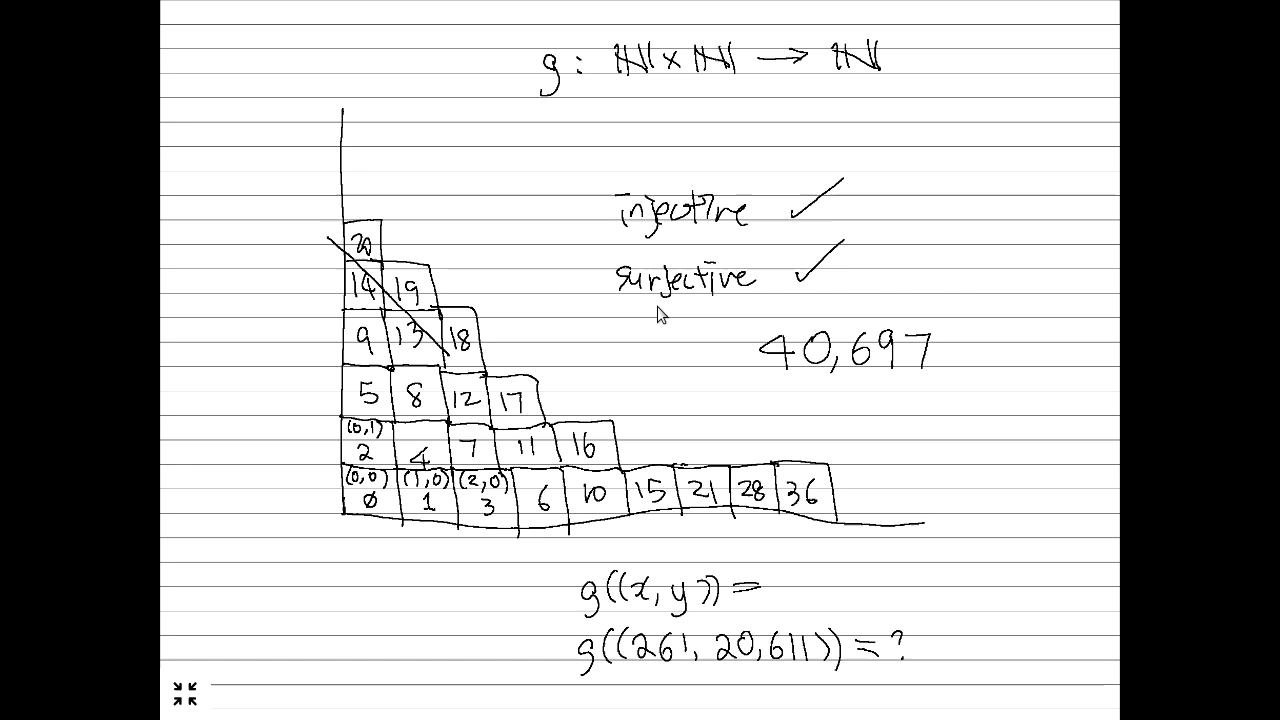 g: ℕ × ℕ → ℕ
injective ✓
surjective ✓
40,697
20
14 19
9 13 18
5 8 12 17
(0,1)
2 4 7 11 16
(0,0) (1,0) (2,0)
0 1 3 6 10 15 21 28 36
g((x, y)) =
g((261, 20,611)) = ?